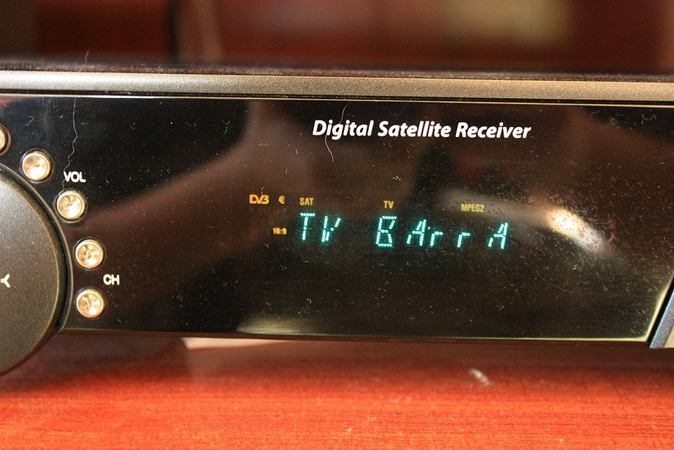 Digital Satellite Receiver
VOL
DVB € SAT TV MPEG2
16:9 TV BArrA
CH